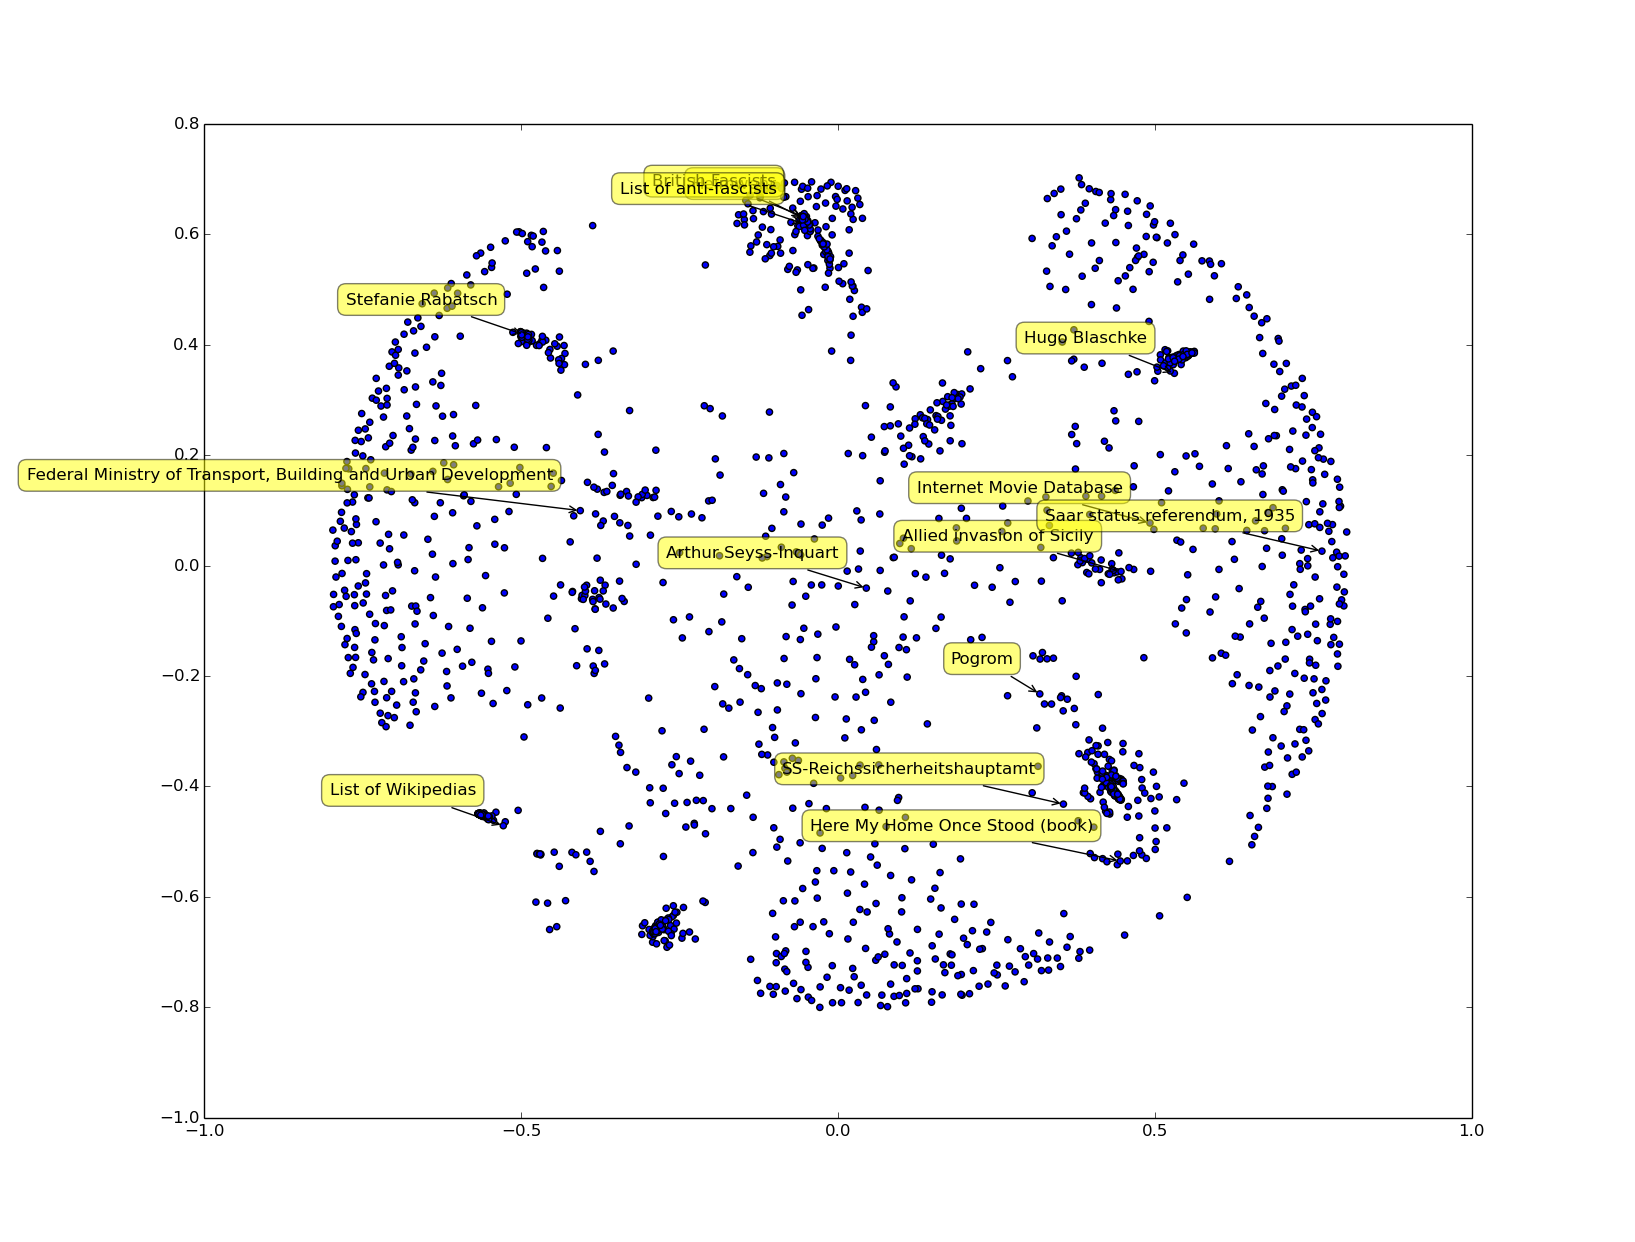 0.8
British Fascists
List of anti-fascists
0.6
Stefanie Rabatsch
0.4
Hugo Blaschke
0.2
Federal Ministry of Transport, Building and Urban Development
Internet Movie Database
Saar status referendum, 1935
Allied Invasion of Sicily
Arthur Seyss-Inquart
0.0
Pogrom
−0.2
SS-Reichssicherheitshauptamt
List of Wikipedias
−0.4
Here My Home Once Stood (book)
−0.6
−0.8
−1.0
−1.0 −0.5 0.0 0.5 1.0